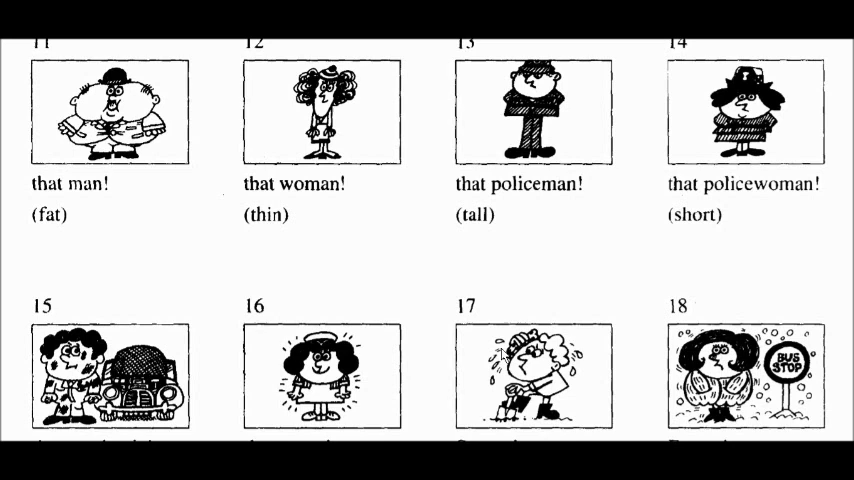 11 12 13 14
that man! that woman! that policeman! that policewoman!
(fat) (thin) (tall) (short)
15 16 17 18
BUS
STOP